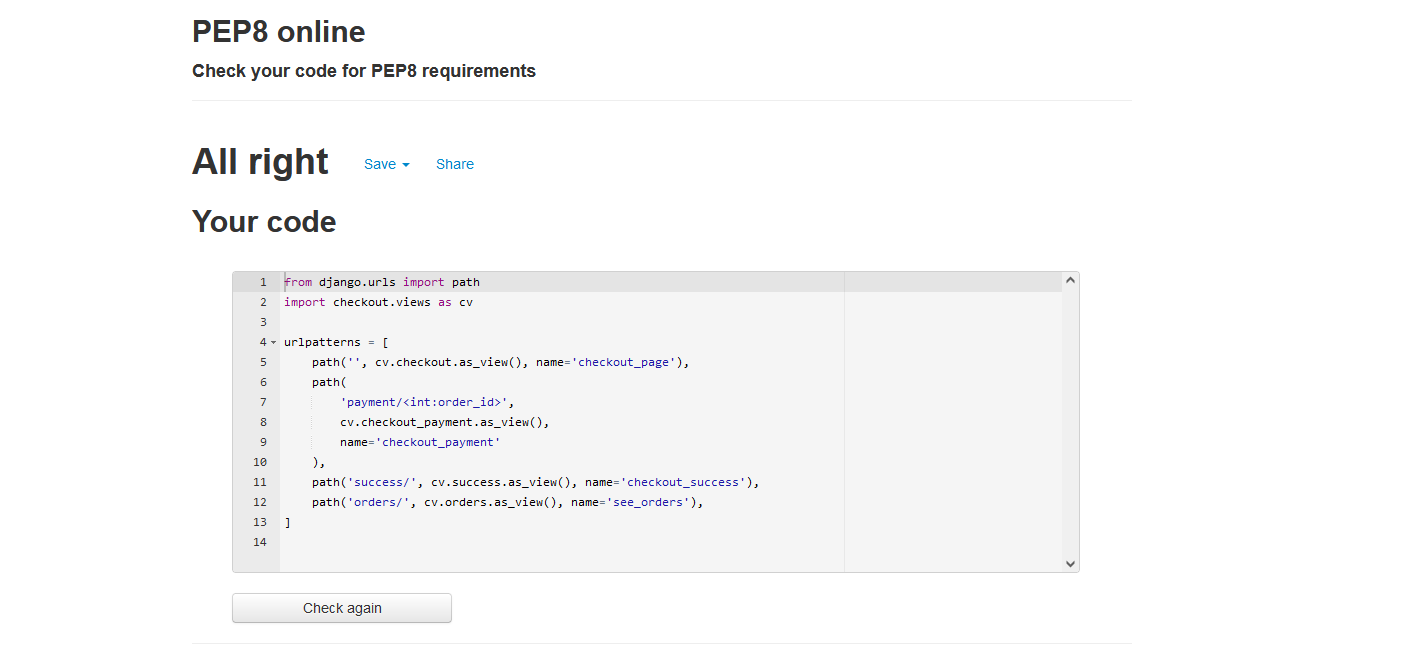 PEP8 online
Check your code for PEP8 requirements
All right Save Share
Your code
1 from django.urls import path
2 import checkout.views as cv
3
4 urlpatterns = [
5     path('', cv.checkout.as_view(), name='checkout_page'),
6     path(
7         'payment/<int:order_id>',
8         cv.checkout_payment.as_view(),
9         name='checkout_payment'
10     ),
11     path('success/', cv.success.as_view(), name='checkout_success'),
12     path('orders/', cv.orders.as_view(), name='see_orders'),
13 ]
14
Check again